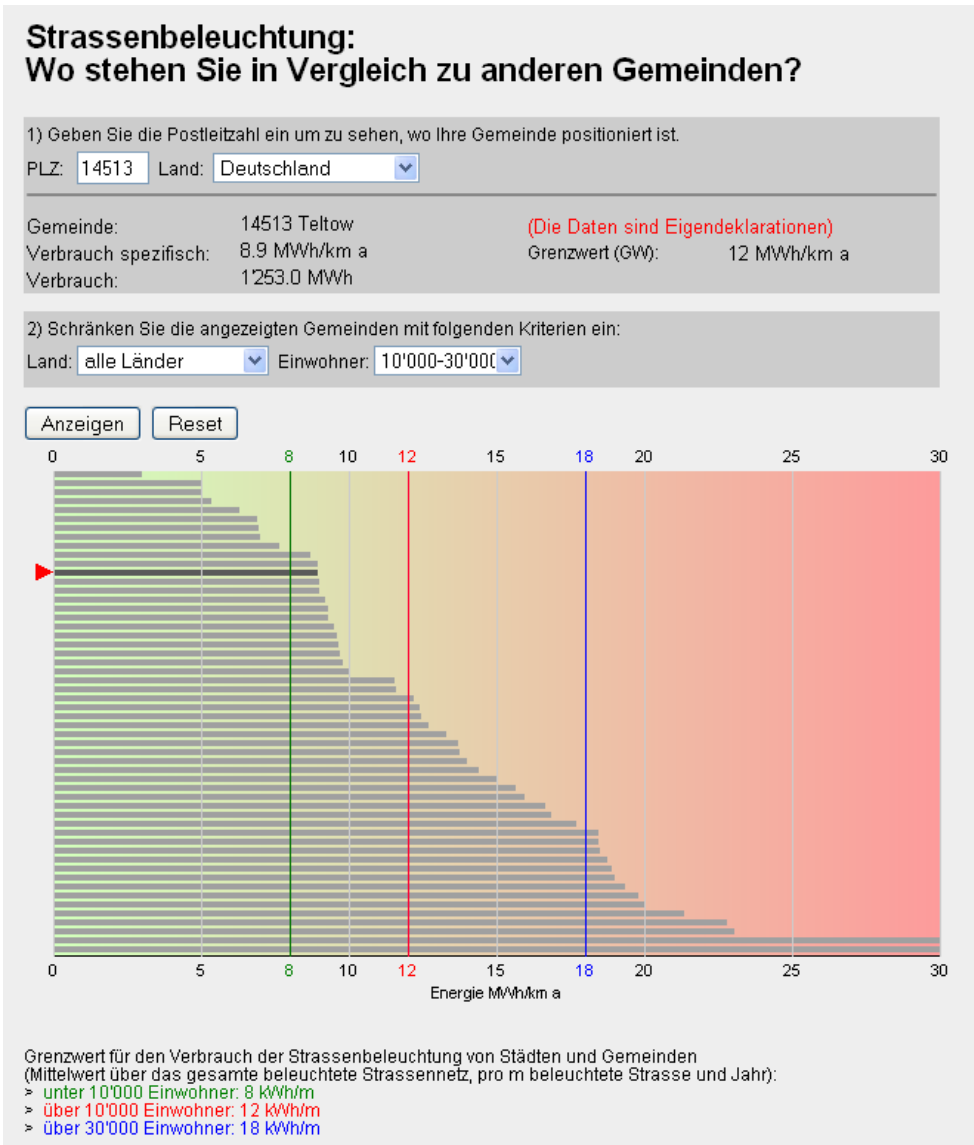 Strassenbeleuchtung:
Wo stehen Sie in Vergleich zu anderen Gemeinden?
1) Geben Sie die Postleitzahl ein um zu sehen, wo Ihre Gemeinde positioniert ist.
PLZ: 14513 Land: Deutschland
Gemeinde: 14513 Teltow (Die Daten sind Eigendeklarationen)
Verbrauch spezifisch: 8.9 MWh/km a Grenzwert (GW): 12 MWh/km a
Verbrauch: 1'253.0 MWh
2) Schränken Sie die angezeigten Gemeinden mit folgenden Kriterien ein:
Land: alle Länder Einwohner: 10'000-30'000
Anzeigen Reset
0 5 8 10 12 15 18 20 25 30
0 5 8 10 12 15 18 20 25 30
Energie MWh/km a
Grenzwert für den Verbrauch der Strassenbeleuchtung von Städten und Gemeinden
(Mittelwert über das gesamte beleuchtete Strassennetz, pro m beleuchtete Strasse und Jahr):
> unter 10'000 Einwohner: 8 kWh/m
> über 10'000 Einwohner: 12 kWh/m
> über 30'000 Einwohner: 18 kWh/m